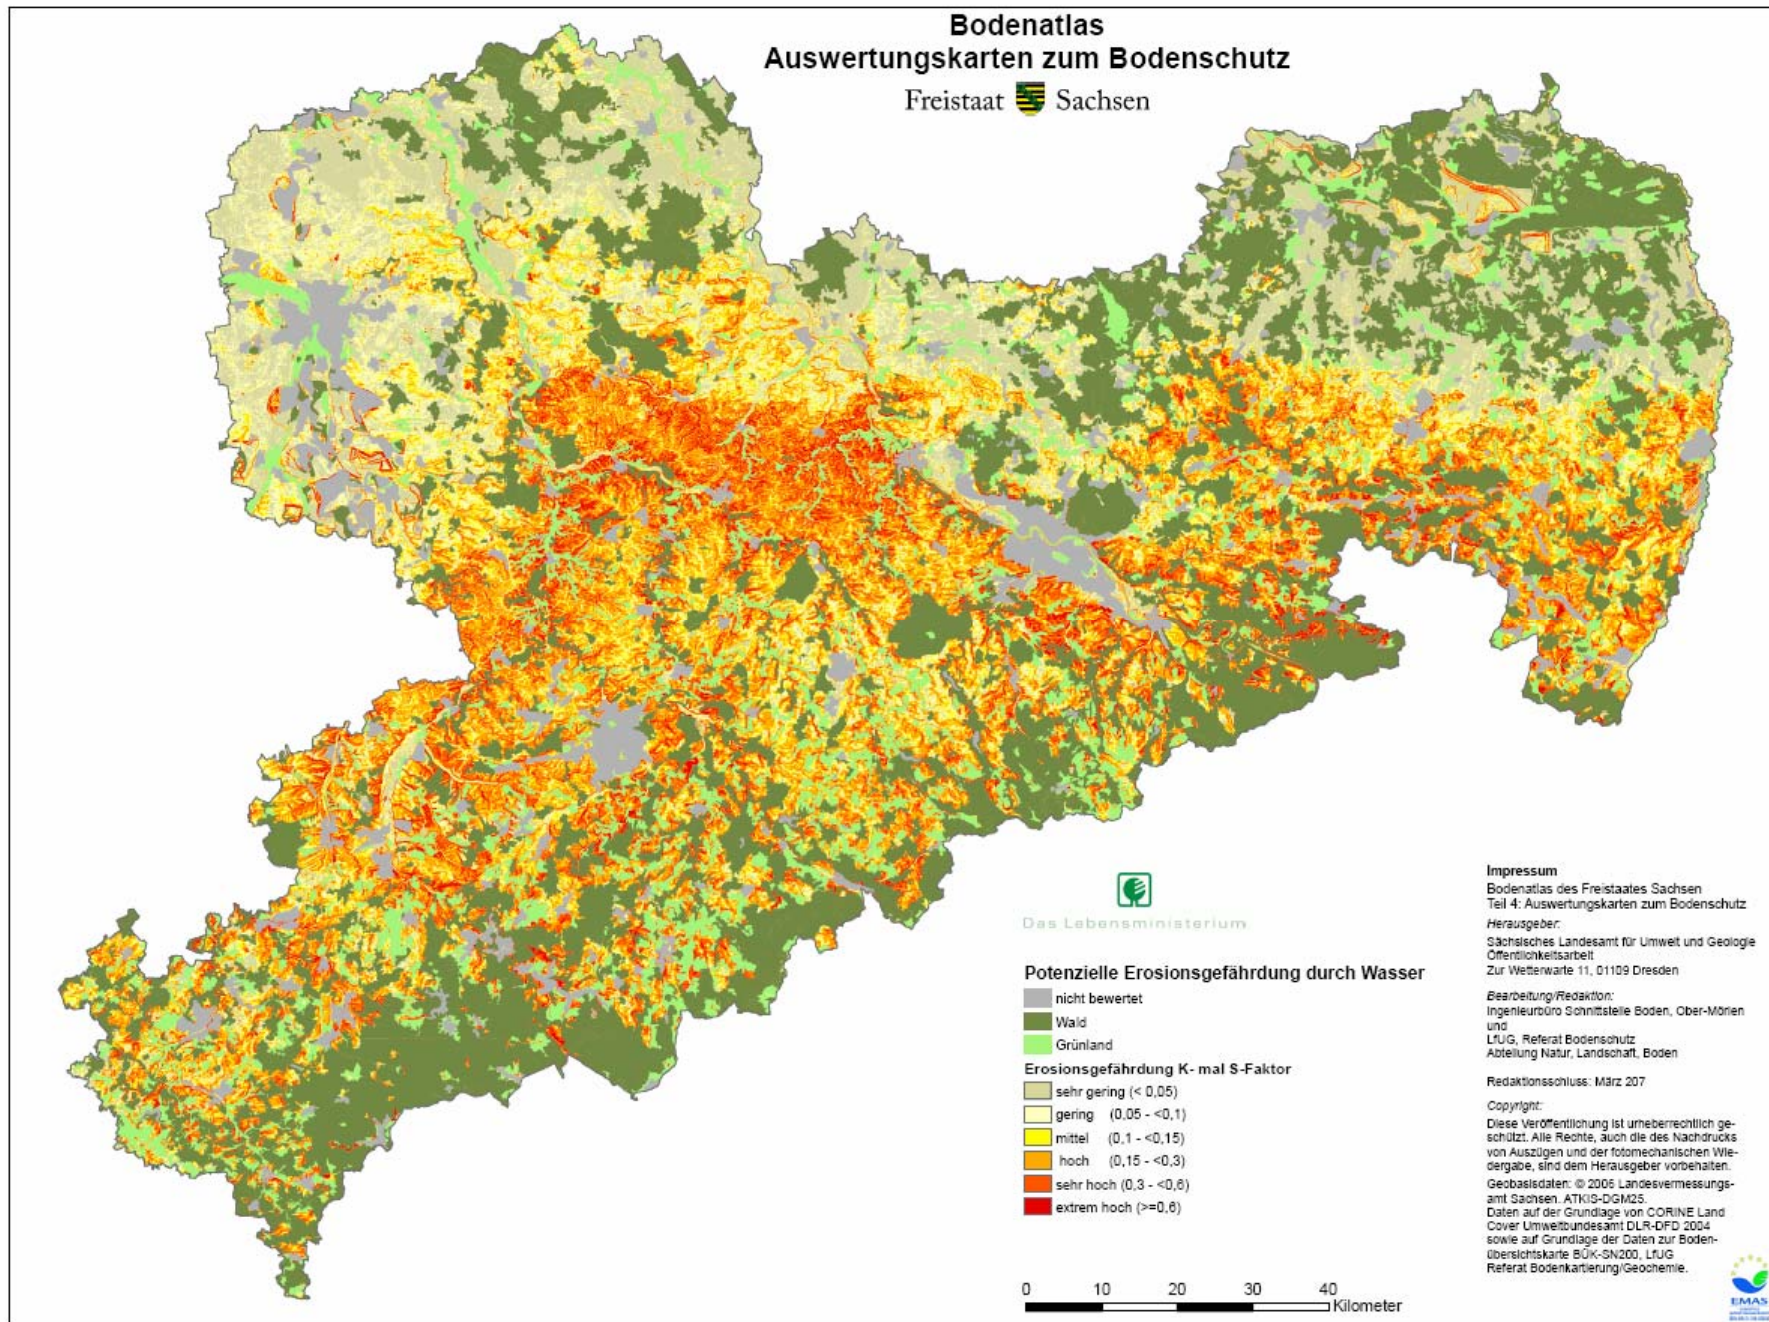 Bodenatlas
Auswertungskarten zum Bodenschutz
Freistaat Sachsen
Das Lebensministerium
Potenzielle Erosionsgefährdung durch Wasser
nicht bewertet
Wald
Grünland
Erosionsgefährdung K- mal S-Faktor
sehr gering (< 0,05)
gering (0,05 - <0,1)
mittel (0,1 - <0,15)
hoch (0,15 - <0,3)
sehr hoch (0,3 - <0,6)
extrem hoch (>=0,6)
0 10 20 30 40
Kilometer
Impressum
Bodenatlas des Freistaates Sachsen
Teil 4: Auswertungskarten zum Bodenschutz
Herausgeber:
Sächsisches Landesamt für Umwelt und Geologie
Öffentlichkeitsarbeit
Zur Wetterwarte 11, 01109 Dresden
Bearbeitung/Redaktion:
Ingenieurbüro Schnittstelle Boden, Ober-Mörlen
und
LfUG, Referat Bodenschutz
Abteilung Natur, Landschaft, Boden
Redaktionsschluss: März 207
Copyright:
Diese Veröffentlichung ist urheberrechtlich ge-
schützt. Alle Rechte, auch die des Nachdrucks
von Auszügen und der fotomechanischen Wie-
dergabe, sind dem Herausgeber vorbehalten.
Geobasisdaten: © 2006 Landesvermessungs-
amt Sachsen. ATKIS-DGM25.
Daten auf der Grundlage von CORINE Land
Cover Umweltbundesamt DLR-DFD 2004
sowie auf Grundlage der Daten zur Boden-
übersichtskarte BÜK-SN200, LfUG
Referat Bodenkartierung/Geochemie.
EMAS